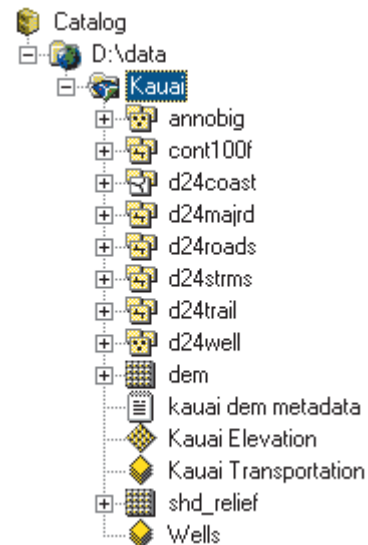 Catalog
D:\data
Kauai
annobig
cont100f
d24coast
d24majrd
d24roads
d24strms
d24trail
d24well
dem
kauai dem metadata
Kauai Elevation
Kauai Transportation
shd_relief
Wells